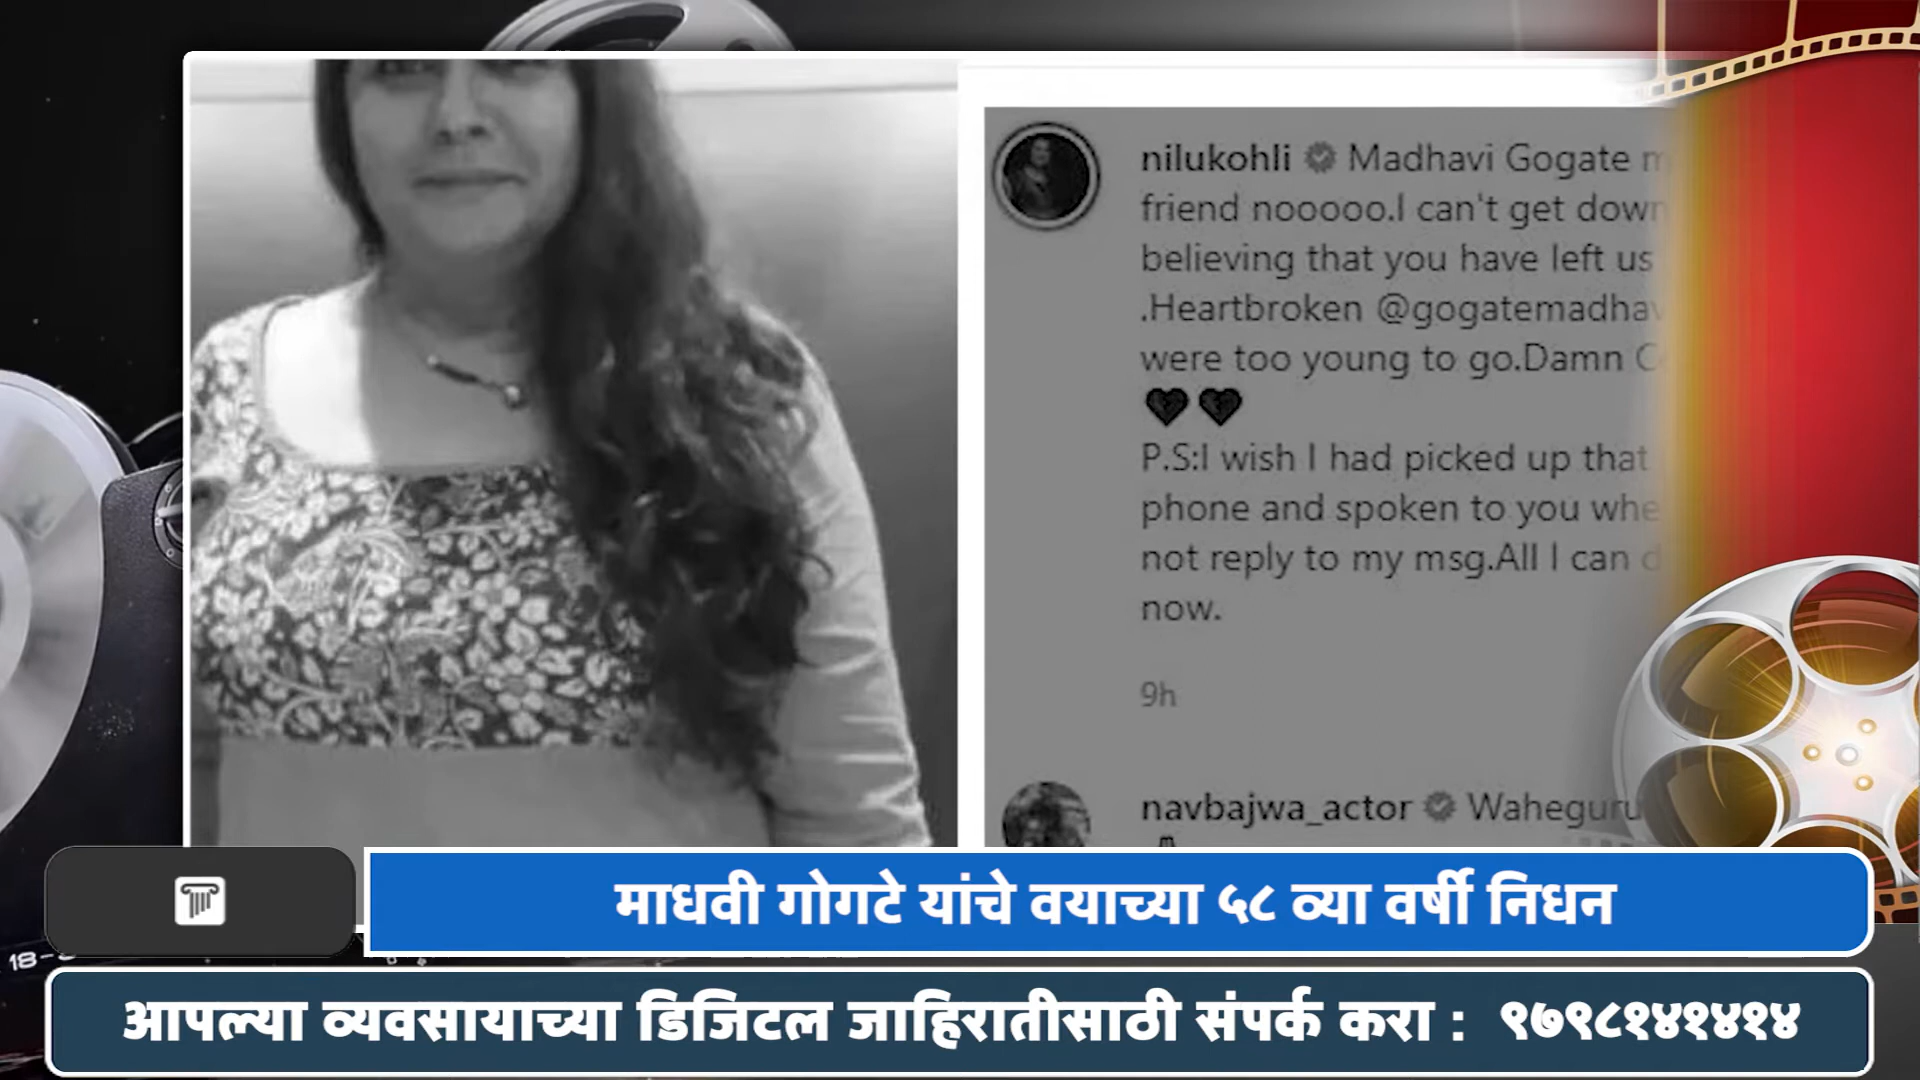 nilukohli Madhavi Gogate
friend nooooo.I can't get down
believing that you have left us
.Heartbroken @gogatemadhav
were too young to go.Damn
P.S:I wish I had picked up that
phone and spoken to you whe
not reply to my msg.All I can
now.
9h
navbajwa_actor Waheguru
माधवी गोगटे यांचे वयाच्या ५८ व्या वर्षी निधन
18-
आपल्या व्यवसायाच्या डिजिटल जाहिरातीसाठी संपर्क करा : ९७९८१४१४१४